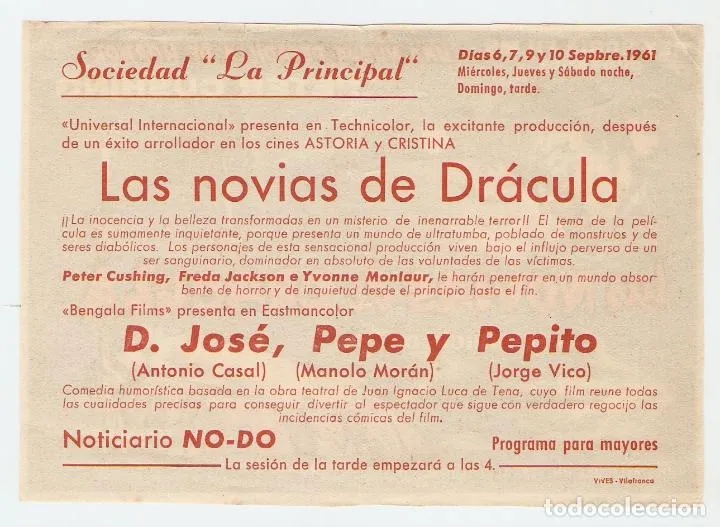 Sociedad "La Principal"
Días 6, 7, 9 y 10 Sepbre. 1961
Miércoles, Jueves y Sábado noche,
Domingo, tarde.
«Universal Internacional» presenta en Technicolor, la excitante producción, después
de un éxito arrollador en los cines ASTORIA y CRISTINA
Las novias de Drácula
¡¡La inocencia y la belleza transformadas en un misterio de inenarrable terror!! El tema de la pelí-
cula es sumamente inquietante, porque presenta un mundo de ultratumba, poblado de monstruos y de
seres diabólicos. Los personajes de esta sensacional producción viven bajo el influjo perverso de un
ser sanguinario, dominador en absoluto de las voluntades de las víctimas.
Peter Cushing, Freda Jackson e Yvonne Monlaur, le harán penetrar en un mundo absor-
bente de horror y de inquietud desde el principio hasta el fin.
«Bengala Films» presenta en Eastmancolor
D. José, Pepe y Pepito
(Antonio Casal) (Manolo Morán) (Jorge Vico)
Comedia humorística basada en la obra teatral de Juan Ignacio Luca de Tena, cuyo film reune todas
las cualidades precisas para conseguir divertir al espectador que sigue con verdadero regocijo las
incidencias cómicas del film.
Noticiario NO-DO
Programa para mayores
La sesión de la tarde empezará a las 4.
VIVES - Vilafranca
todocoleccion.net